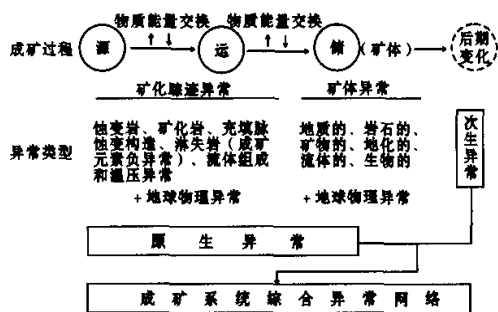 物质能量交换 物质能量交换
成矿过程 源 运 储 (矿体) 后期变化
矿化踪迹异常 矿体异常
异常类型
蚀变岩、矿化岩、充填脉
蚀变构造、淋失岩(成矿
元素负异常)、流体组成
和温压异常
+地球物理异常
地质的、岩石的、
矿物的、地化的、
流体的、生物的
+地球物理异常
次生异常
原生异常
成矿系统综合异常网络